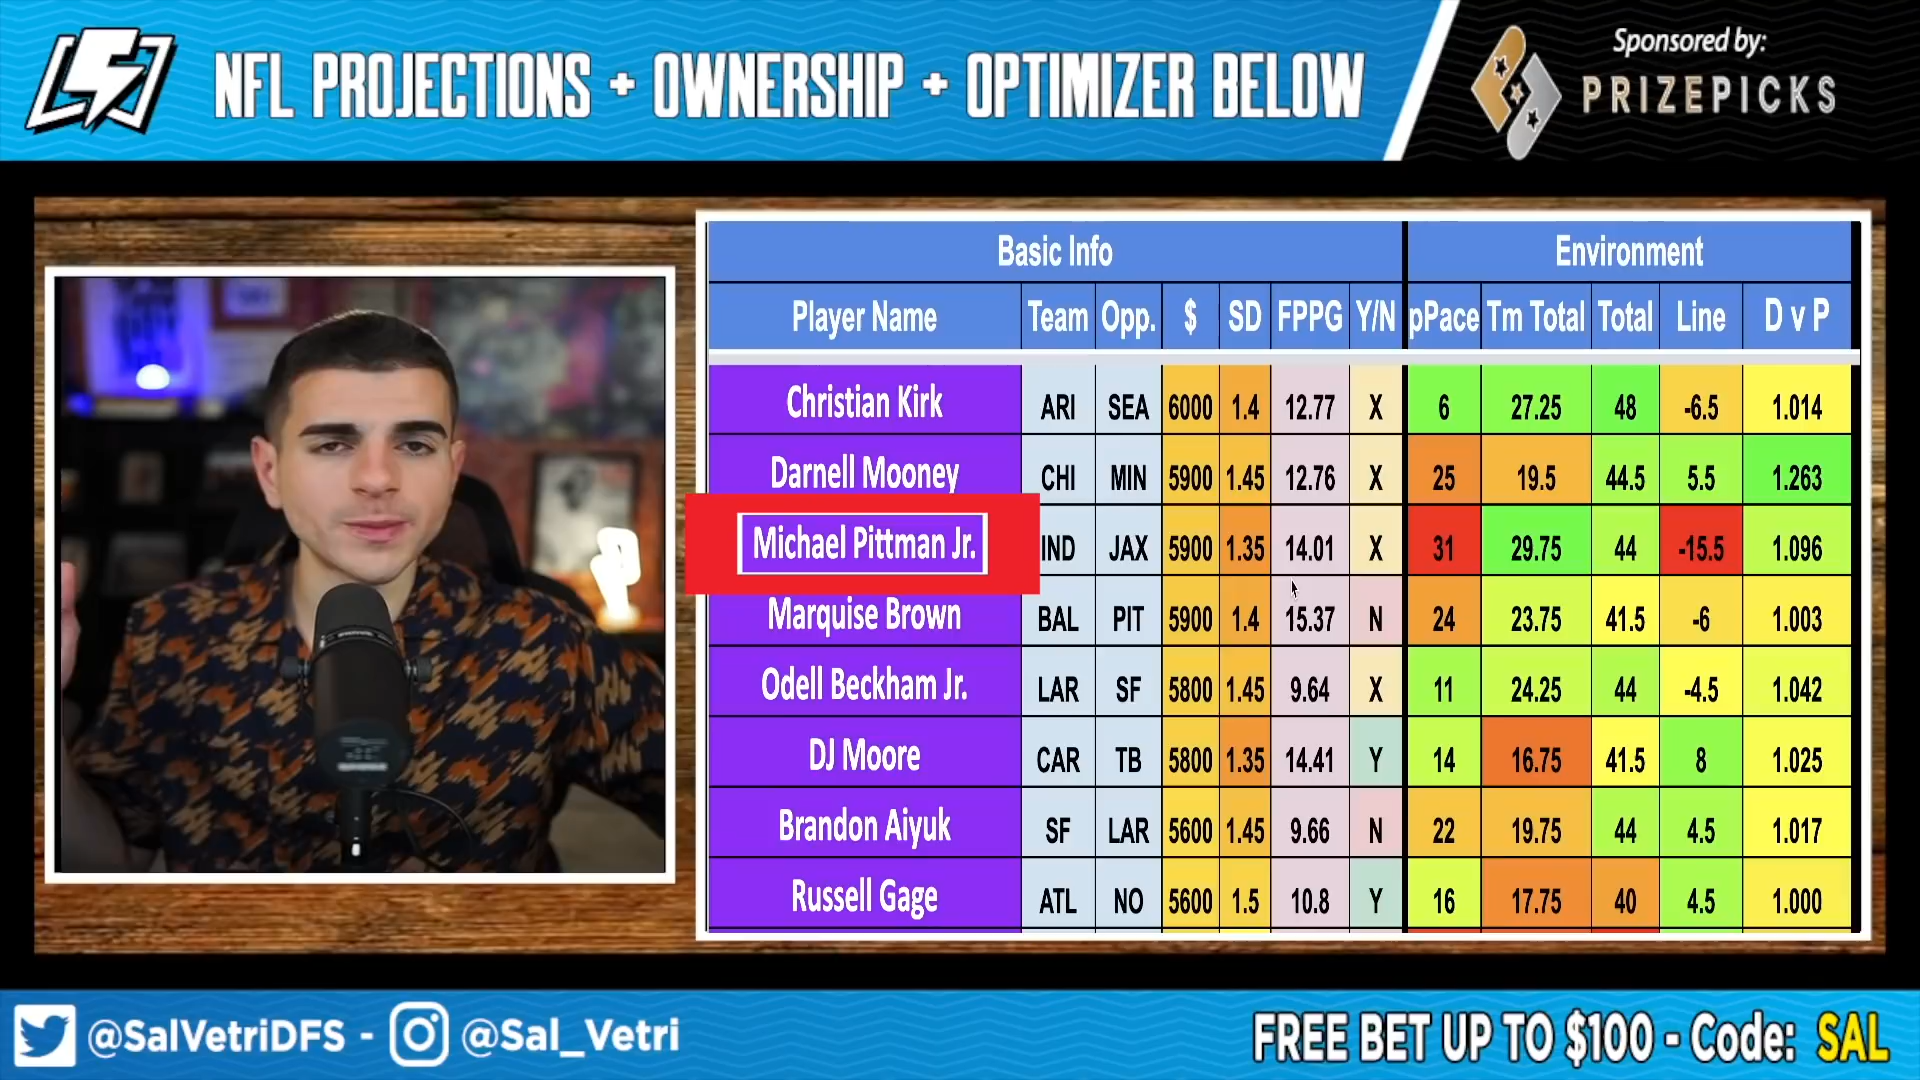 NFL PROJECTIONS + OWNERSHIP + OPTIMIZER BELOW
Sponsored by:
PRIZEPICKS
Basic Info Environment
Player Name Team Opp. $ SD FPPG Y/N pPace Tm Total Total Line D v P
Christian Kirk ARI SEA 6000 1.4 12.77 X 6 27.25 48 -6.5 1.014
Darnell Mooney CHI MIN 5900 1.45 12.76 X 25 19.5 44.5 5.5 1.263
Michael Pittman Jr. IND JAX 5900 1.35 14.01 X 31 29.75 44 -15.5 1.096
Marquise Brown BAL PIT 5900 1.4 15.37 N 24 23.75 41.5 -6 1.003
Odell Beckham Jr. LAR SF 5800 1.45 9.64 X 11 24.25 44 -4.5 1.042
DJ Moore CAR TB 5800 1.35 14.41 Y 14 16.75 41.5 8 1.025
Brandon Aiyuk SF LAR 5600 1.45 9.66 N 22 19.75 44 4.5 1.017
Russell Gage ATL NO 5600 1.5 10.8 Y 16 17.75 40 4.5 1.000
@SalVetriDFS - @Sal_Vetri
FREE BET UP TO $100 - Code: SAL